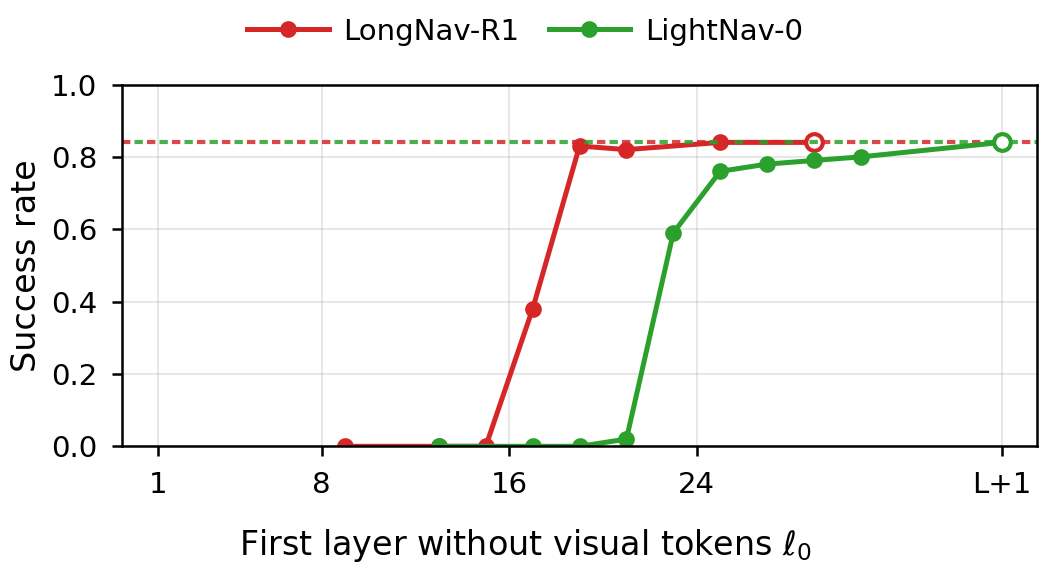 LongNav-R1 LightNav-0
1.0
0.8
0.6
0.4
0.2
0.0
Success rate
1 8 16 24 L+1
First layer without visual tokens ℓ₀